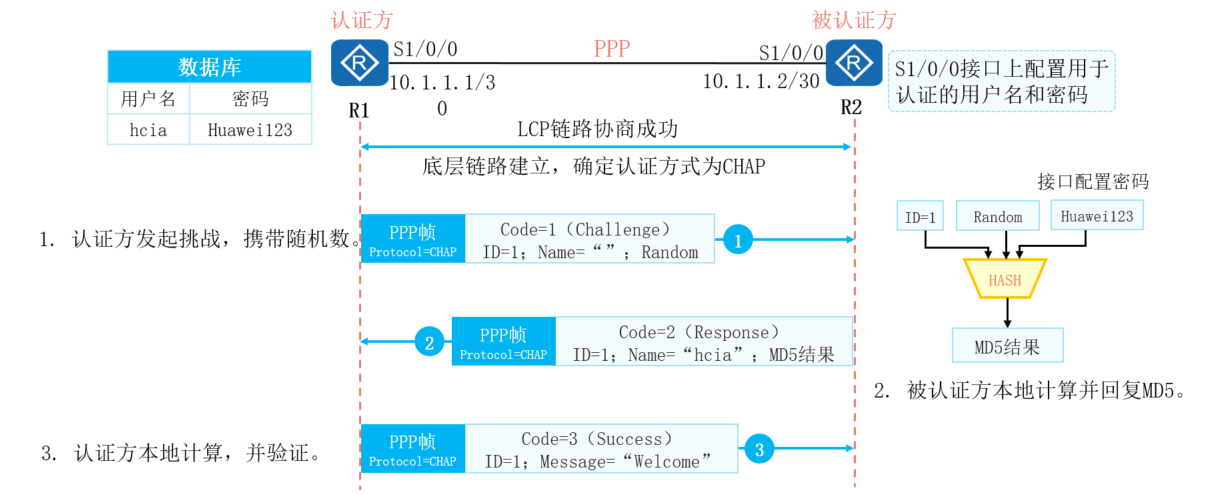 认证方
被认证方
数据库
用户名 密码
hcia Huawei123
S1/0/0
PPP
S1/0/0
10.1.1.1/3
0
10.1.1.2/30
R
R
R1
R2
S1/0/0接口上配置用于
认证的用户名和密码
LCP链路协商成功
底层链路建立，确定认证方式为CHAP
1. 认证方发起挑战，携带随机数。
PPP帧
Protocol=CHAP
Code=1（Challenge）
ID=1；Name=“”；Random
1
2
PPP帧
Protocol=CHAP
Code=2（Response）
ID=1；Name=“hcia”；MD5结果
接口配置密码
ID=1
Random
Huawei123
HASH
MD5结果
2. 被认证方本地计算并回复MD5。
3. 认证方本地计算，并验证。
PPP帧
Protocol=CHAP
Code=3（Success）
ID=1；Message=“Welcome”
3